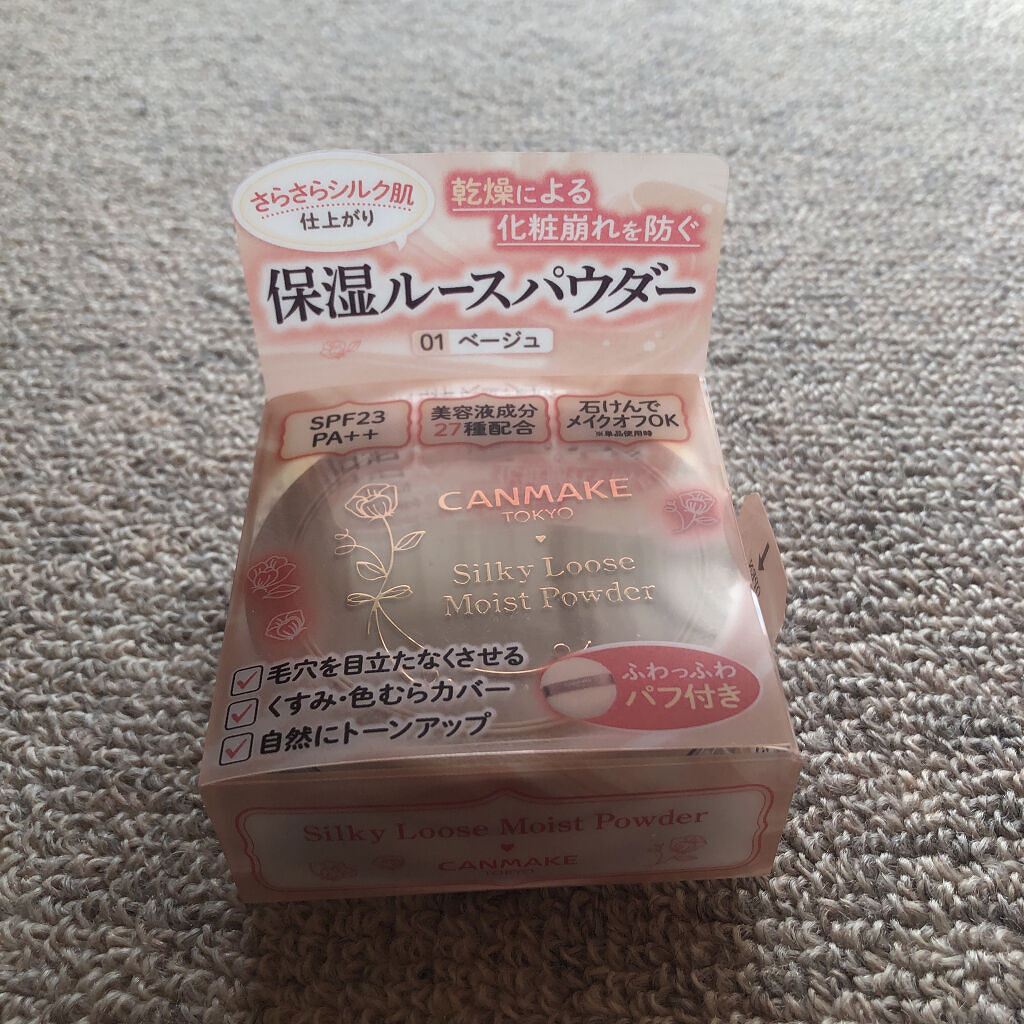 さらさらシルク肌
仕上がり
乾燥による
化粧崩れを防ぐ
保湿ルースパウダー
01 ベージュ
SPF23
PA++
美容液成分
27種配合
石けんで
メイクオフOK
※単品使用時
CANMAKE
TOKYO
Silky Loose
Moist Powder
毛穴を目立たなくさせる
くすみ・色むらカバー
自然にトーンアップ
ふわっふわ
パフ付き
Silky Loose Moist Powder
CANMAKE
TOKYO